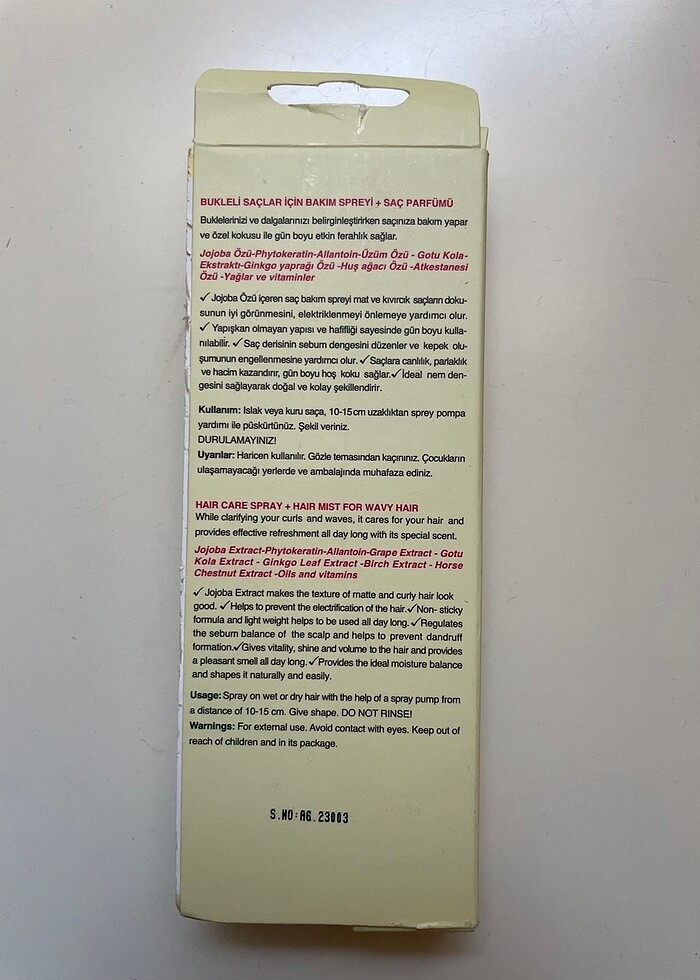 BUKLELİ SAÇLAR İÇİN BAKIM SPREYİ + SAÇ PARFÜMÜ
Buklelerinizi ve dalgalarınızı belirginleştirirken saçınıza bakım yapar
ve özel kokusu ile gün boyu etkin ferahlık sağlar.
Jojoba Özü-Phytokeratin-Allantoin-Üzüm Özü - Gotu Kola-
Ekstraktı-Ginkgo yaprağı Özü -Huş ağacı Özü -Atkestanesi
Özü -Yağlar ve vitaminler
✓ Jojoba Özü içeren saç bakım spreyi mat ve kıvırcık saçların doku-
sunun iyi görünmesini, elektriklenmeyi önlemeye yardımcı olur.
✓ Yapışkan olmayan yapısı ve hafifliği sayesinde gün boyu kulla-
nılabilir. ✓ Saç derisinin sebum dengesini düzenler ve kepek olu-
şumunun engellenmesine yardımcı olur. ✓Saçlara canlılık, parlaklık
ve hacim kazandırır, gün boyu hoş koku sağlar.✓İdeal nem den-
gesini sağlayarak doğal ve kolay şekillendirir.
Kullanım: Islak veya kuru saça, 10-15cm uzaklıktan sprey pompa
yardımı ile püskürtünüz. Şekil veriniz.
DURULAMAYINIZ!
Uyarılar: Haricen kullanılır. Gözle temasından kaçınınız. Çocukların
ulaşamayacağı yerlerde ve ambalajında muhafaza ediniz.
HAIR CARE SPRAY + HAIR MIST FOR WAVY HAIR
While clarifying your curls and waves, it cares for your hair and
provides effective refreshment all day long with its special scent.
Jojoba Extract-Phytokeratin-Allantoin-Grape Extract - Gotu
Kola Extract - Ginkgo Leaf Extract -Birch Extract - Horse
Chestnut Extract -Oils and vitamins
✓ Jojoba Extract makes the texture of matte and curly hair look
good. ✓Helps to prevent the electrification of the hair.✓Non- sticky
formula and light weight helps to be used all day long. ✓Regulates
the sebum balance of the scalp and helps to prevent dandruff
formation.✓Gives vitality, shine and volume to the hair and provides
a pleasant smell all day long. ✓Provides the ideal moisture balance
and shapes it naturally and easily.
Usage: Spray on wet or dry hair with the help of a spray pump from
a distance of 10-15 cm. Give shape. DO NOT RINSE!
Warnings: For external use. Avoid contact with eyes. Keep out of
reach of children and in its package.
S.NO:AG.23003